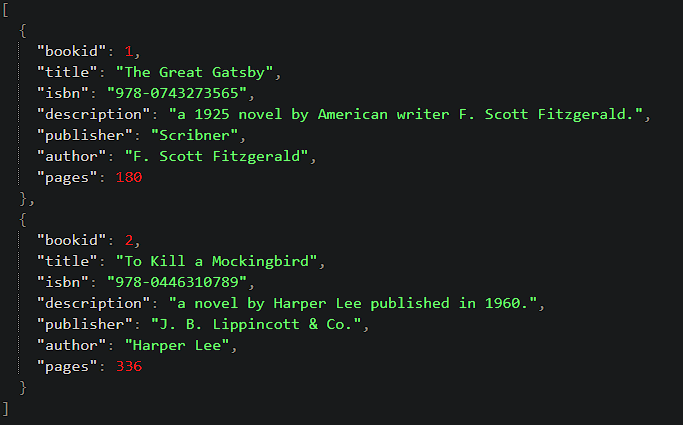 [
  {
    "bookid": 1,
    "title": "The Great Gatsby",
    "isbn": "978-0743273565",
    "description": "a 1925 novel by American writer F. Scott Fitzgerald.",
    "publisher": "Scribner",
    "author": "F. Scott Fitzgerald",
    "pages": 180
  },
  {
    "bookid": 2,
    "title": "To Kill a Mockingbird",
    "isbn": "978-0446310789",
    "description": "a novel by Harper Lee published in 1960.",
    "publisher": "J. B. Lippincott & Co.",
    "author": "Harper Lee",
    "pages": 336
  }
]